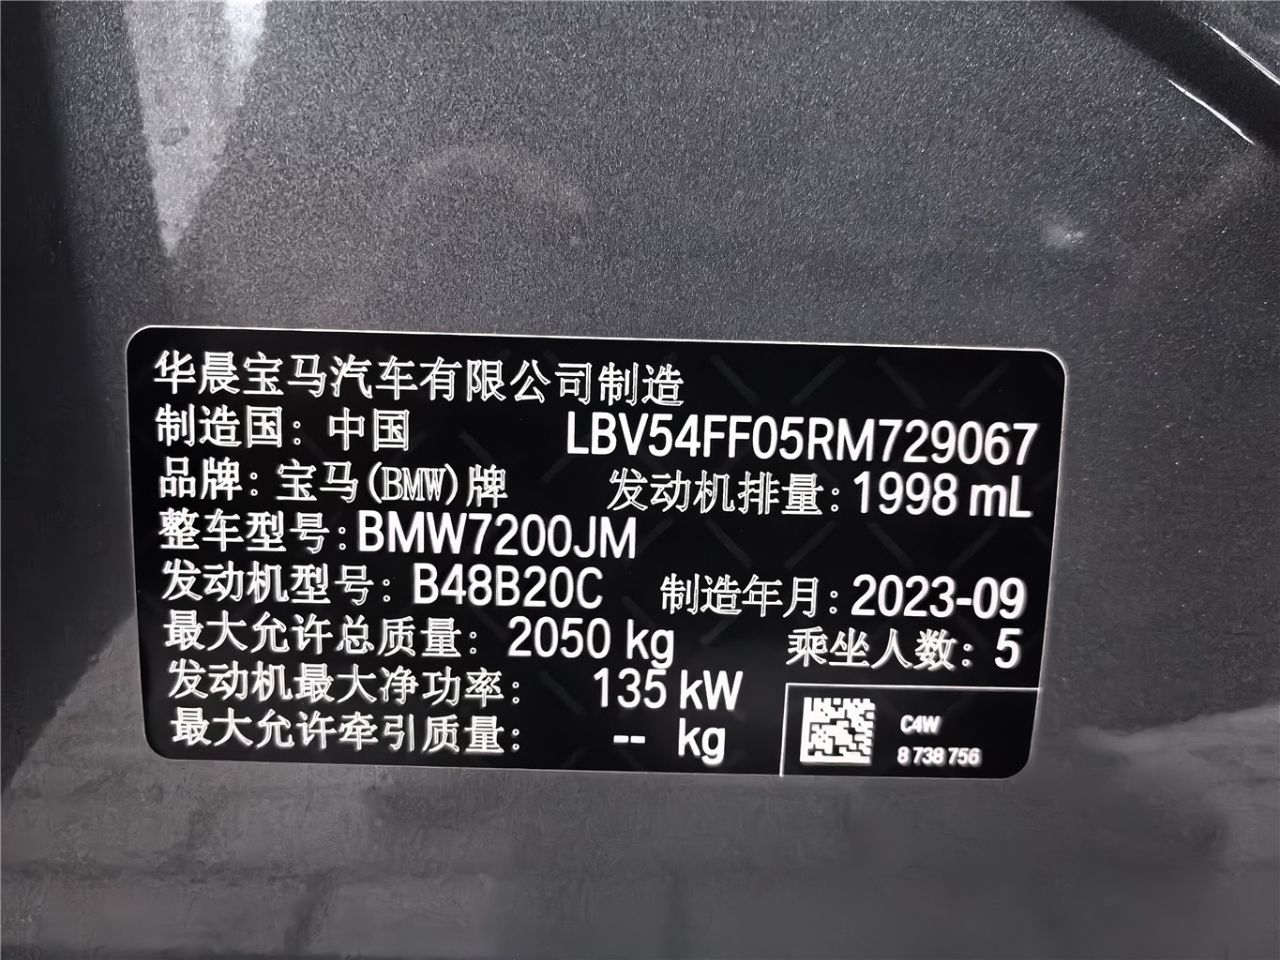 华晨宝马汽车有限公司制造
制造国：中国 LBV54FF05RM729067
品牌：宝马(BMW)牌 发动机排量：1998 mL
整车型号：BMW7200JM
发动机型号：B48B20C 制造年月：2023-09
最大允许总质量：2050 kg 乘坐人数：5
发动机最大净功率：135 kW
最大允许牵引质量：-- kg
C4W
8 738 756